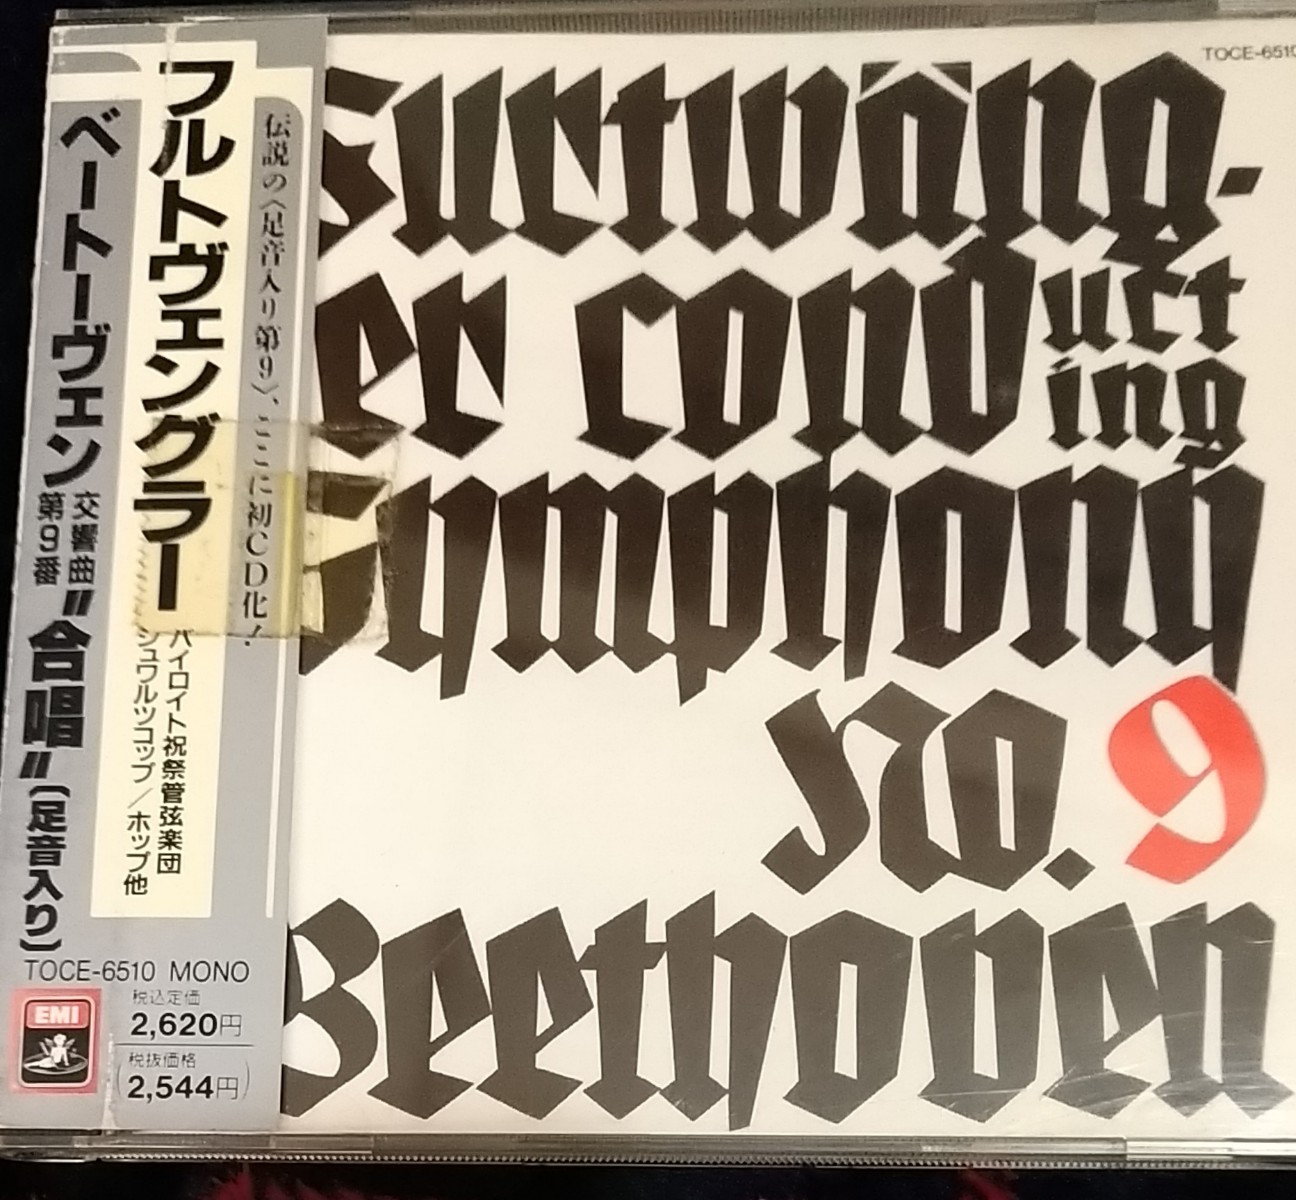 伝説の〈足音入り第9〉、ここに初CD化!
フルトヴェングラー
バイロイト祝祭管弦楽団
シュワルツコップ／ホップ他
ベートーヴェン
交響曲
第9番
"合唱"
(足音入り)
TOCE-6510 MONO
EMI
税込定価
2,620円
税抜価格
(2,544円)
TOCE-6510
Furtwäng-
er conduct
ing
Symphony
no. 9
Beethoven